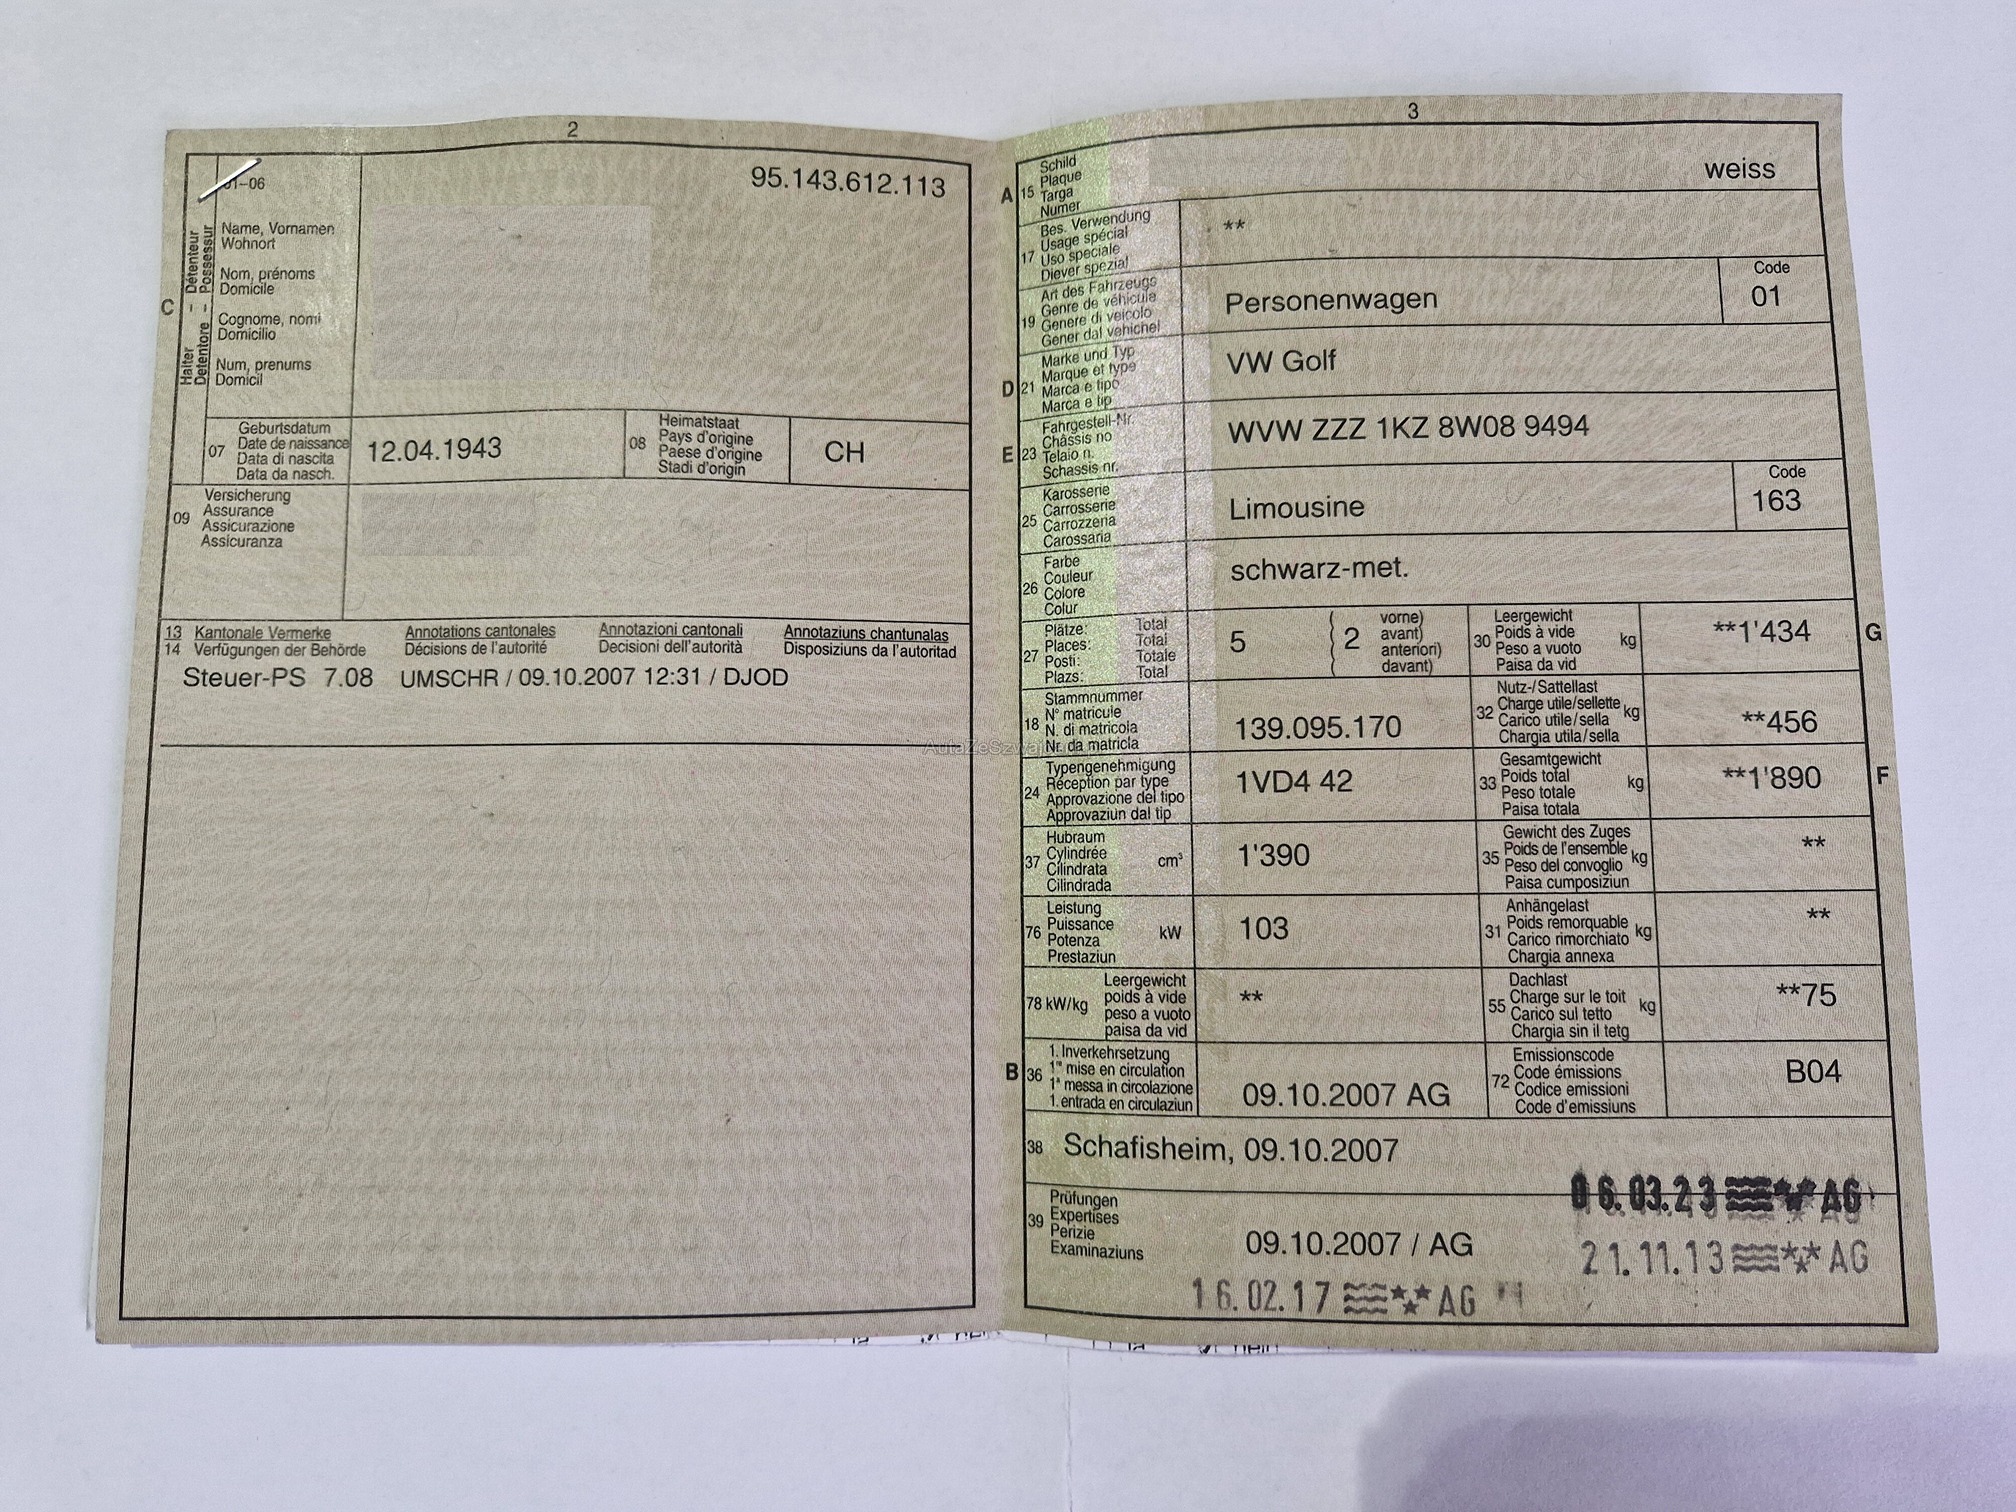 2
01-06
95.143.612.113
Halter – Détenteur
Detentore – Possessur
C
Name, Vornamen
Wohnort
Nom, prénoms
Domicile
Cognome, nomi
Domicilio
Num, prenums
Domicil
07
Geburtsdatum
Date de naissance
Data di nascita
Data da nasch.
12.04.1943
08
Heimatstaat
Pays d'origine
Paese d'origine
Stadi d'origin
CH
09
Versicherung
Assurance
Assicurazione
Assicuranza
13 Kantonale Vermerke Annotations cantonales Annotazioni cantonali Annotaziuns chantunalas
14 Verfügungen der Behörde Décisions de l'autorité Decisioni dell'autorità Disposiziuns da l'autoritad
Steuer-PS 7.08 UMSCHR / 09.10.2007 12:31 / DJOD
3
A 15
Schild
Plaque
Targa
Numer
weiss
17
Bes. Verwendung
Usage spécial
Uso speciale
Diever spezial
**
19
Art des Fahrzeugs
Genre de véhicule
Genere di veicolo
Gener dal vehichel
Personenwagen
Code
01
D 21
Marke und Typ
Marque et type
Marca e tipo
Marca e tip
VW Golf
E 23
Fahrgestell-Nr.
Châssis no
Telaio n.
Schassis nr.
WVW ZZZ 1KZ 8W08 9494
25
Karosserie
Carrosserie
Carrozzeria
Carossaria
Limousine
Code
163
26
Farbe
Couleur
Colore
Colur
schwarz-met.
27
Plätze: Total
Places: Total
Posti: Totale
Plazs: Total
5
2
vorne)
avant)
anteriori)
davant)
30
Leergewicht
Poids à vide
Peso a vuoto
Paisa da vid
kg
**1'434
G
18
Stammnummer
N° matricule
N. di matricola
Nr. da matricla
139.095.170
32
Nutz-/Sattellast
Charge utile/sellette
Carico utile/sella
Chargia utila/sella
kg
**456
24
Typengenehmigung
Réception par type
Approvazione del tipo
Approvaziun dal tip
1VD4 42
33
Gesamtgewicht
Poids total
Peso totale
Paisa totala
kg
**1'890
F
37
Hubraum
Cylindrée
Cilindrata
Cilindrada
cm³
1'390
35
Gewicht des Zuges
Poids de l'ensemble
Peso del convoglio
Paisa cumposiziun
kg
**
76
Leistung
Puissance
Potenza
Prestaziun
kW
103
31
Anhängelast
Poids remorquable
Carico rimorchiato
Chargia annexa
kg
**
78 kW/kg
Leergewicht
poids à vide
peso a vuoto
paisa da vid
**
55
Dachlast
Charge sur le toit
Carico sul tetto
Chargia sin il tetg
kg
**75
B 36
1. Inverkehrsetzung
1re mise en circulation
1a messa in circolazione
1. entrada en circulaziun
09.10.2007 AG
72
Emissionscode
Code émissions
Codice emissioni
Code d'emissiuns
B04
38 Schafisheim, 09.10.2007
06.03.23 AG
39
Prüfungen
Expertises
Perizie
Examinaziuns
09.10.2007 / AG
21.11.13 AG
16.02.17 AG
nein